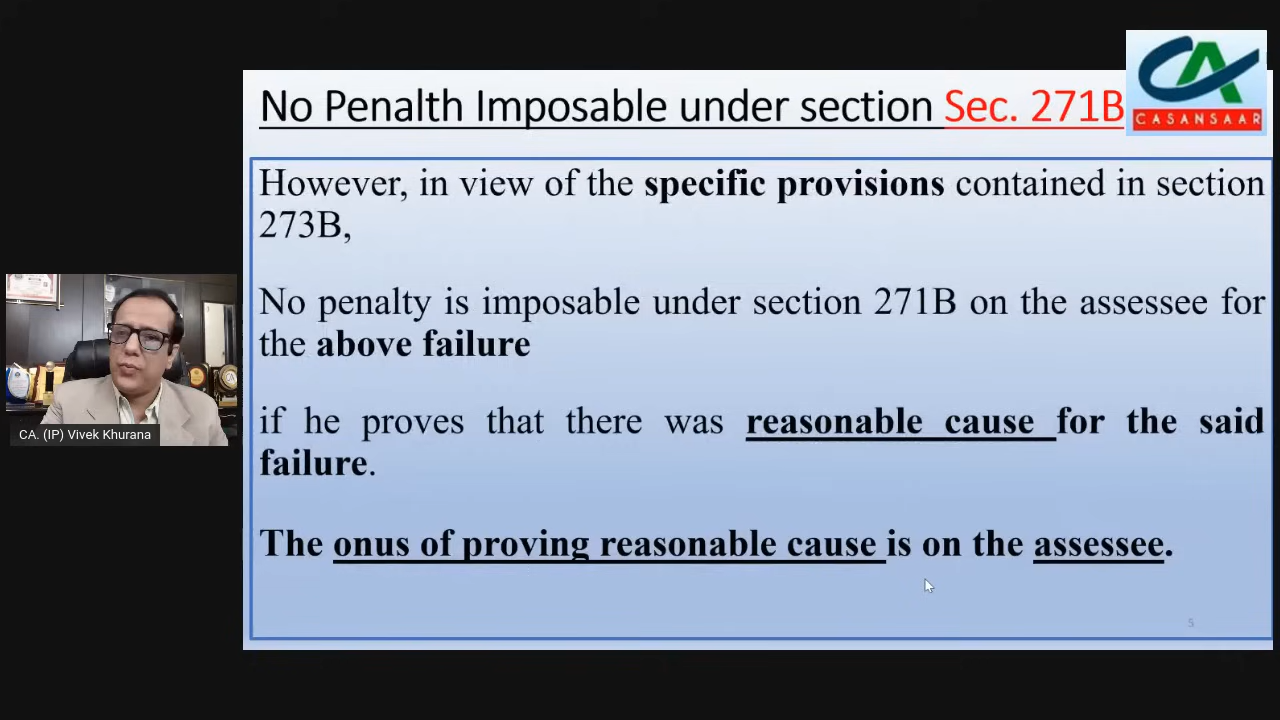 No Penalth Imposable under section Sec. 271B
CASANSAAR
However, in view of the specific provisions contained in section
273B,
No penalty is imposable under section 271B on the assessee for
the above failure
if he proves that there was reasonable cause for the said
failure.
The onus of proving reasonable cause is on the assessee.
5
CA. (IP) Vivek Khurana